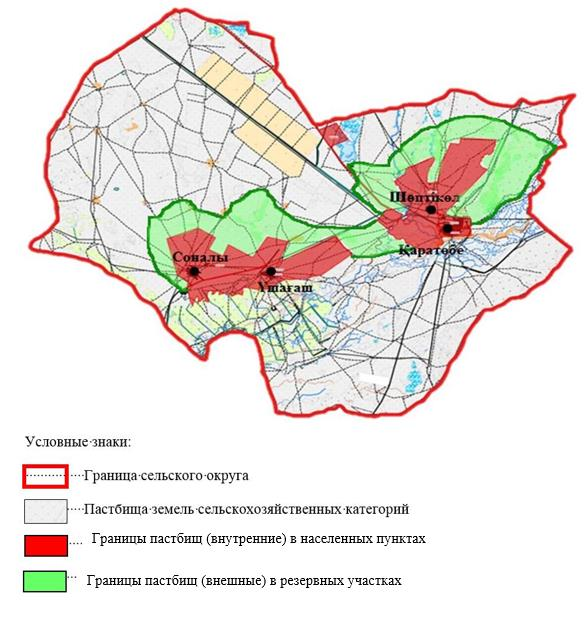 Шөптікөл
Қаратөбе
Соналы
Үшағаш
Условные·знаки:
Граница·сельского·округа
Пастбища·земель·сельскохозяйственных·категорий
Границы пастбищ (внутренние) в населенных пунктах
Границы пастбищ (внешные) в резервных участках